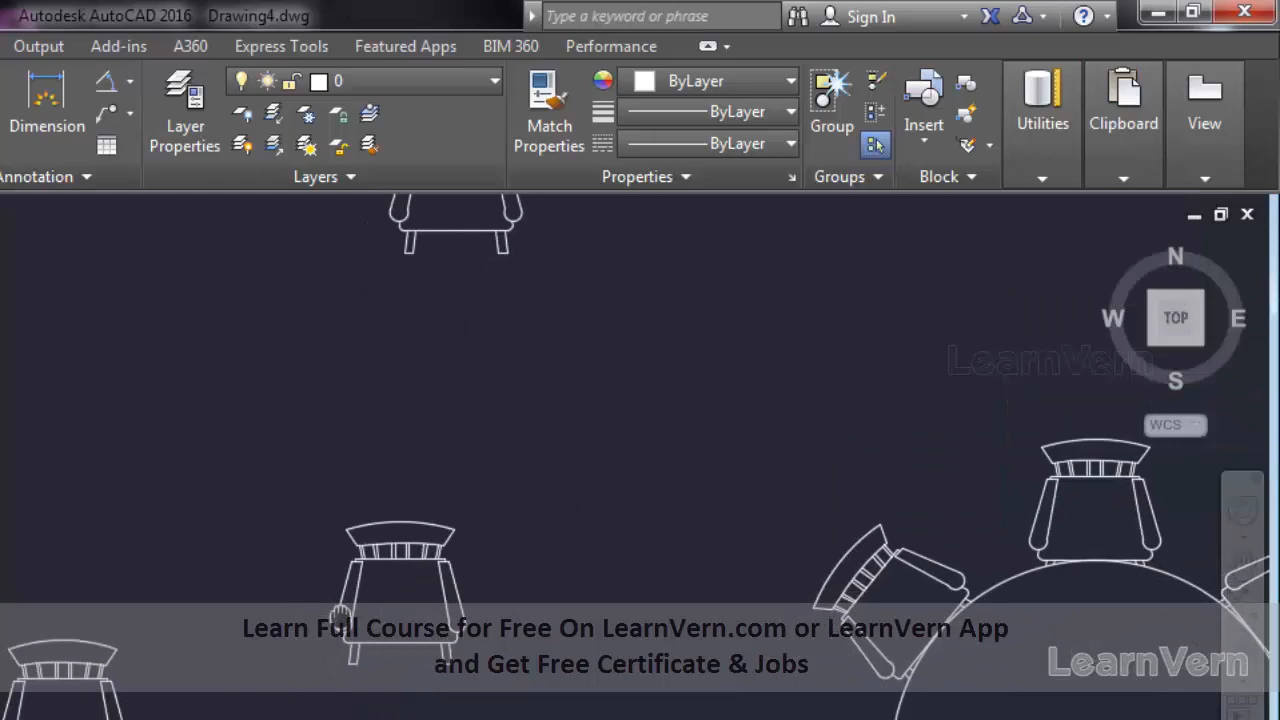 Autodesk AutoCAD 2016 Drawing4.dwg
Type a keyword or phrase
Sign In
Output Add-ins A360 Express Tools Featured Apps BIM 360 Performance
0
ByLayer
ByLayer
ByLayer
Dimension
Layer
Properties
Match
Properties
Group
Insert
Utilities
Clipboard
View
Annotation
Layers
Properties
Groups
Block
N
W
TOP
E
S
WCS
LearnVern
Learn Full Course for Free On LearnVern.com or LearnVern App
and Get Free Certificate & Jobs
LearnVern